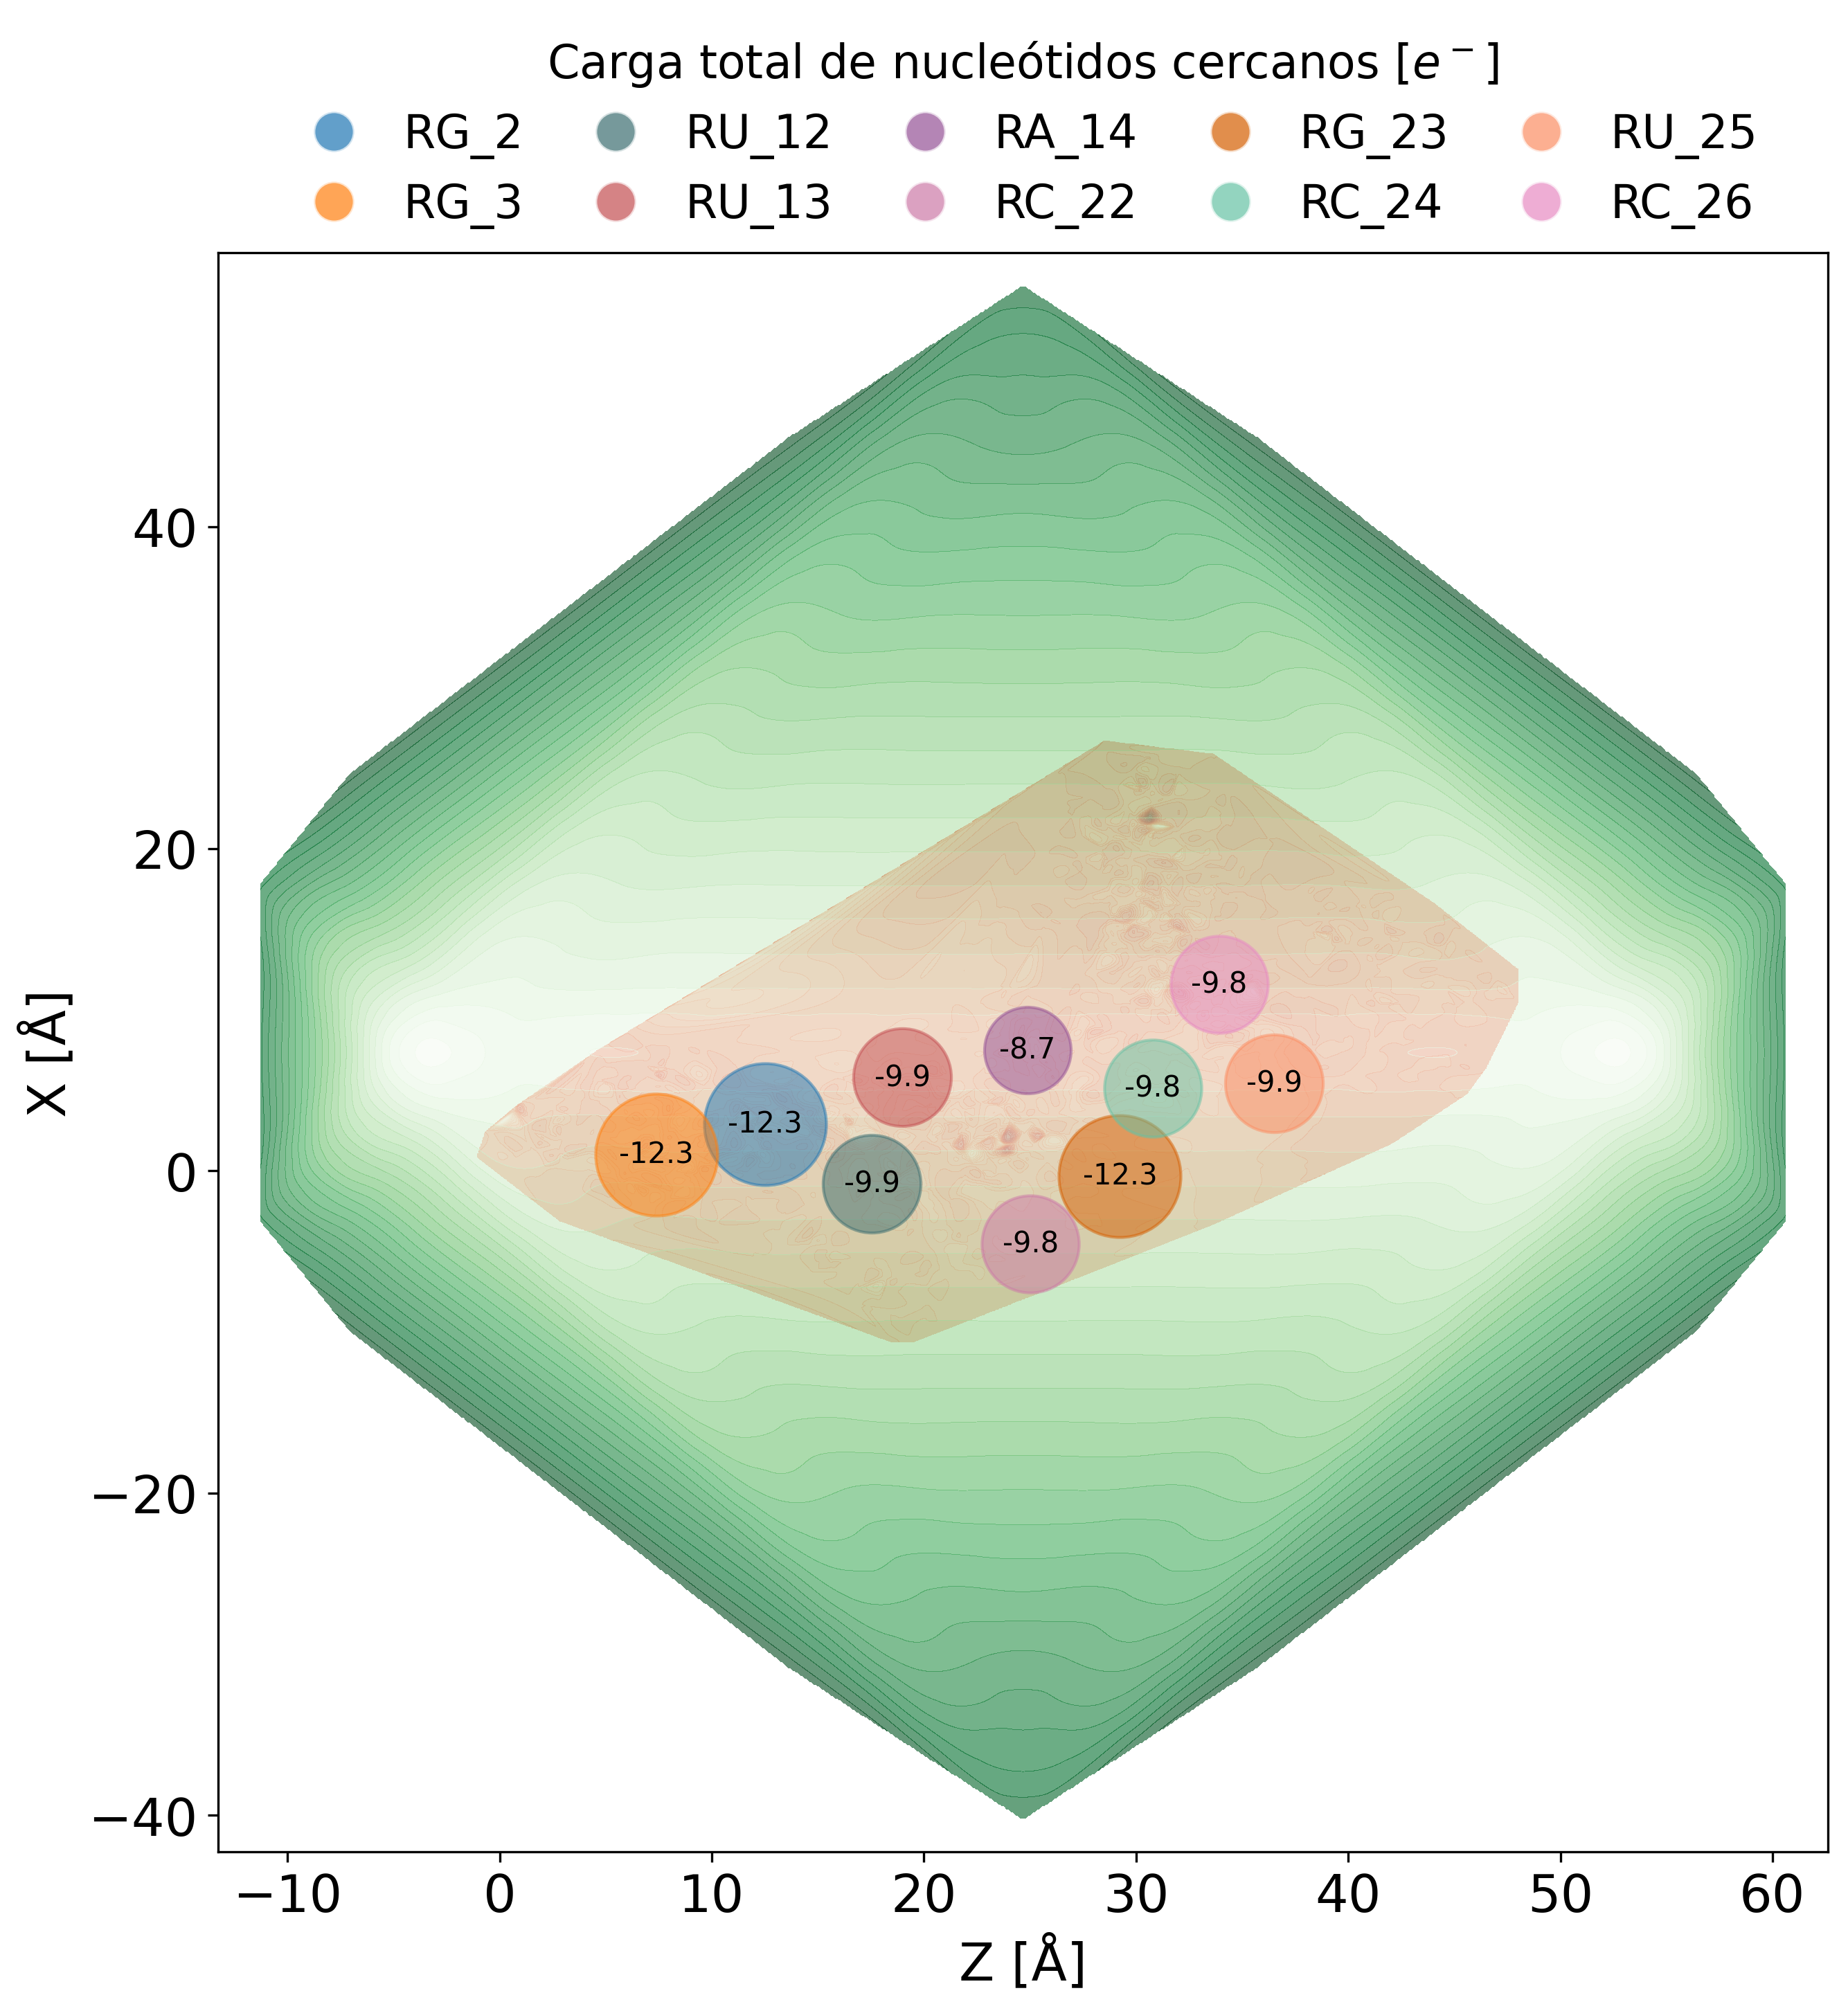 Carga total de nucleótidos cercanos [e⁻]
RG_2 RU_12 RA_14 RG_23 RU_25
RG_3 RU_13 RC_22 RC_24 RC_26
40
20
0
−20
−40
X [Å]
-9.8
-8.7
-9.9
-9.8
-9.9
-12.3
-12.3
-12.3
-9.9
-9.8
−10 0 10 20 30 40 50 60
Z [Å]